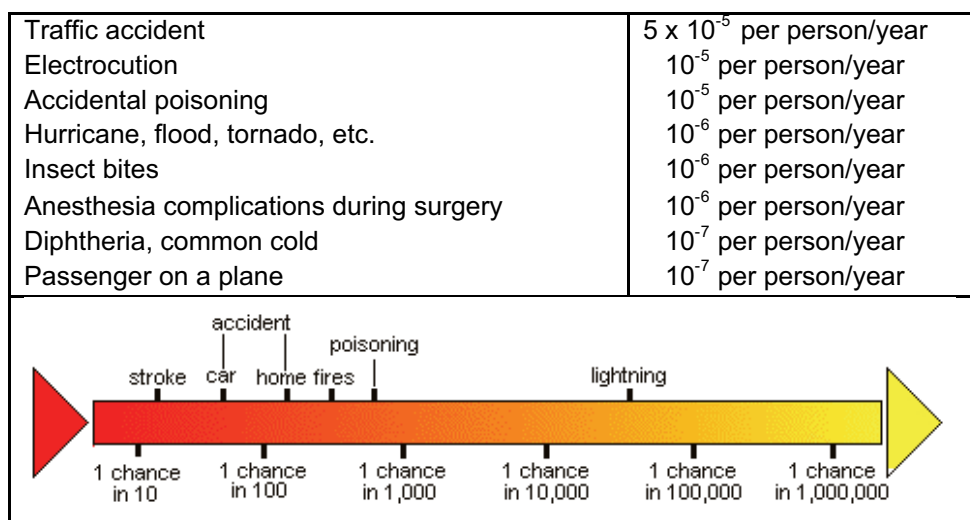 Traffic accident 5 x 10⁻⁵ per person/year
Electrocution 10⁻⁵ per person/year
Accidental poisoning 10⁻⁵ per person/year
Hurricane, flood, tornado, etc. 10⁻⁶ per person/year
Insect bites 10⁻⁶ per person/year
Anesthesia complications during surgery 10⁻⁶ per person/year
Diphtheria, common cold 10⁻⁷ per person/year
Passenger on a plane 10⁻⁷ per person/year
accident
poisoning
stroke car home fires lightning
1 chance in 10
1 chance in 100
1 chance in 1,000
1 chance in 10,000
1 chance in 100,000
1 chance in 1,000,000